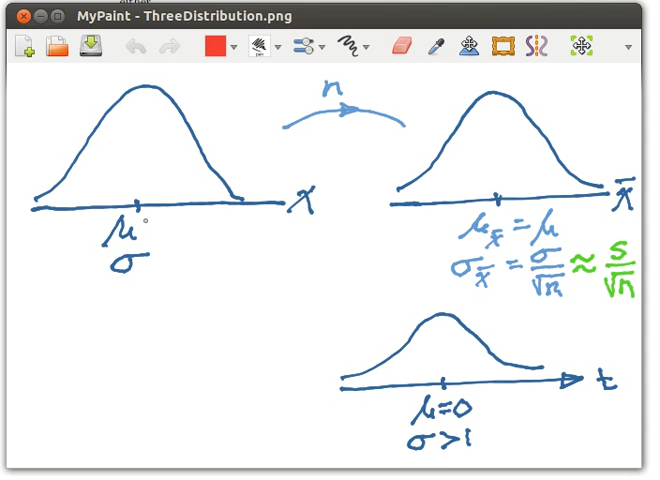 MyPaint - ThreeDistribution.png
n
x
x̄
μ
σ
μx̄ = μ
σx̄ = σ/√n ≈ s/√n
t
μ=0
σ>1